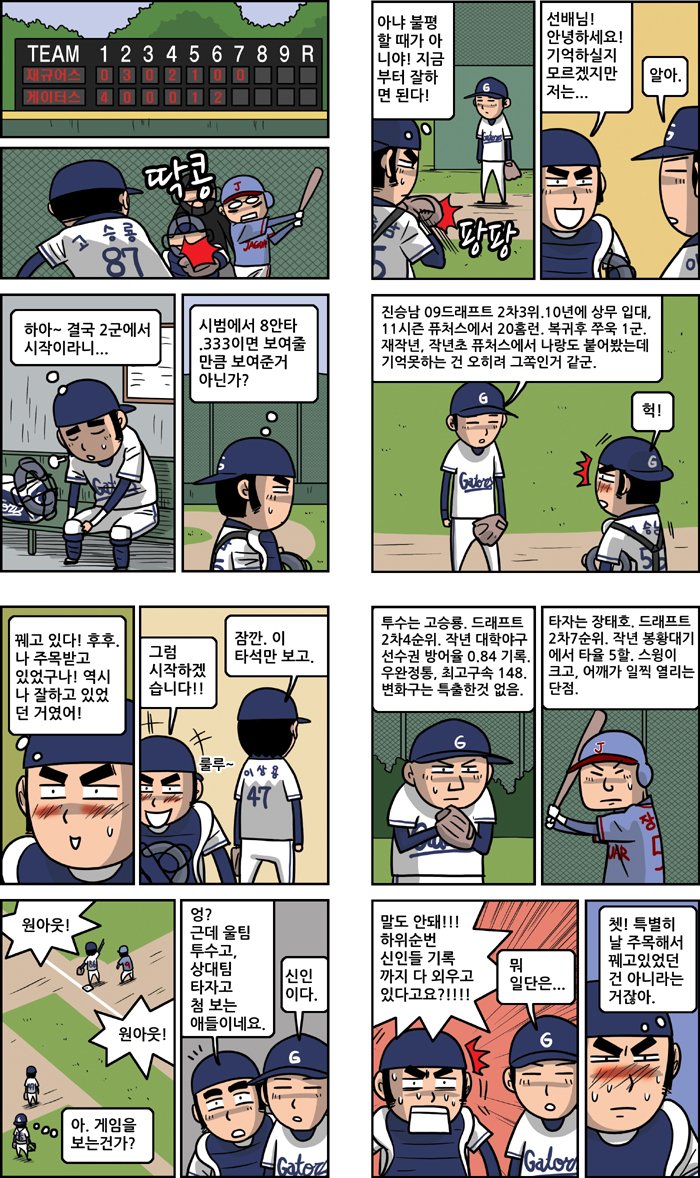 TEAM 1 2 3 4 5 6 7 8 9 R
재규어스 0 3 0 2 1 0 0
게이터스 4 0 0 0 1 2
딱콩
고승룡
87
J
JAGUAR
하아~ 결국 2군에서
시작이라니...
Gators
시범에서 8안타
.333이면 보여줄
만큼 보여준거
아닌가?
아냐 불평
할 때가 아
니야! 지금
부터 잘하
면 된다!
G
Gators
팡팡
선배님!
안녕하세요!
기억하실지
모르겠지만
저는...
알아.
G
진승남 09드래프트 2차3위.10년에 상무 입대,
11시즌 퓨처스에서 20홈런. 복귀후 쭈욱 1군.
재작년, 작년초 퓨처스에서 나랑도 붙어봤는데
기억못하는 건 오히려 그쪽인거 같군.
헉!
G
Gators
G
꿰고 있다! 후후.
나 주목받고
있었구나! 역시
나 잘하고 있었
던 거였어!
그럼
시작하겠
습니다!!
룰루~
잠깐. 이
타석만 보고.
이상용
47
투수는 고승룡. 드래프트
2차4순위. 작년 대학야구
선수권 방어율 0.84 기록.
우완정통, 최고구속 148.
변화구는 특출한것 없음.
G
타자는 장태호. 드래프트
2차7순위. 작년 봉황대기
에서 타율 5할. 스윙이
크고, 어깨가 일찍 열리는
단점.
J
장
5
UAR
원아웃!
원아웃!
아. 게임을
보는건가?
엉?
근데 울팀
투수고,
상대팀
타자고
첨 보는
애들이네요.
신인
이다.
G
Gators
말도 안돼!!!
하위순번
신인들 기록
까지 다 외우고
있다고요?!!!!
뭐
일단은...
G
Gators
쳇! 특별히
날 주목해서
꿰고있었던
건 아니라는
거잖아.